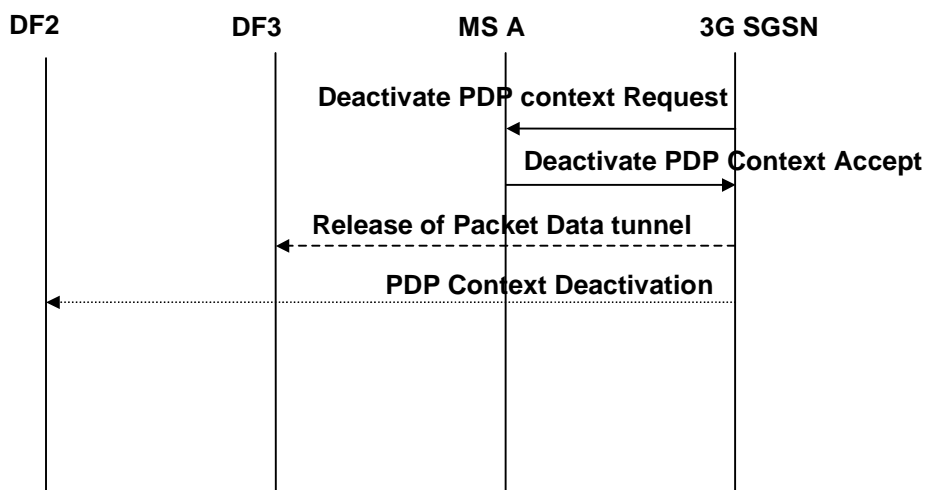 DF2
DF3
MS A
3G SGSN
Deactivate PDP context Request
Deactivate PDP Context Accept
Release of Packet Data tunnel
PDP Context Deactivation